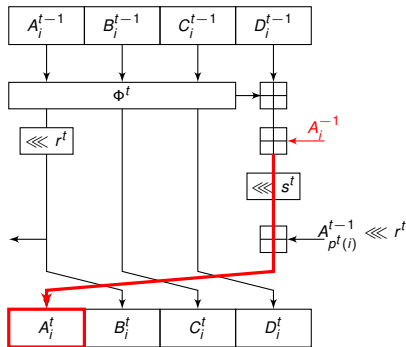 A_i^{t−1} B_i^{t−1} C_i^{t−1} D_i^{t−1}
Φ^t
A_i^{−1}
⋘ r^t
⋘ s^t
A_{p^t(i)}^{t−1} ⋘ r^t
A_i^t B_i^t C_i^t D_i^t